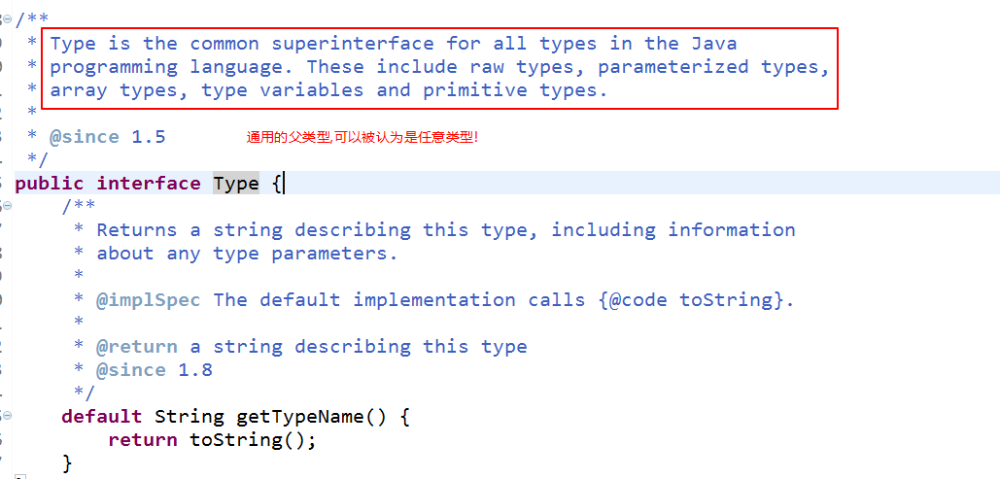 /**
* Type is the common superinterface for all types in the Java
* programming language. These include raw types, parameterized types,
* array types, type variables and primitive types.
*
* @since 1.5 通用的父类型,可以被认为是任意类型!
*/
public interface Type {
/**
* Returns a string describing this type, including information
* about any type parameters.
*
* @implSpec The default implementation calls {@code toString}.
*
* @return a string describing this type
* @since 1.8
*/
default String getTypeName() {
return toString();
}